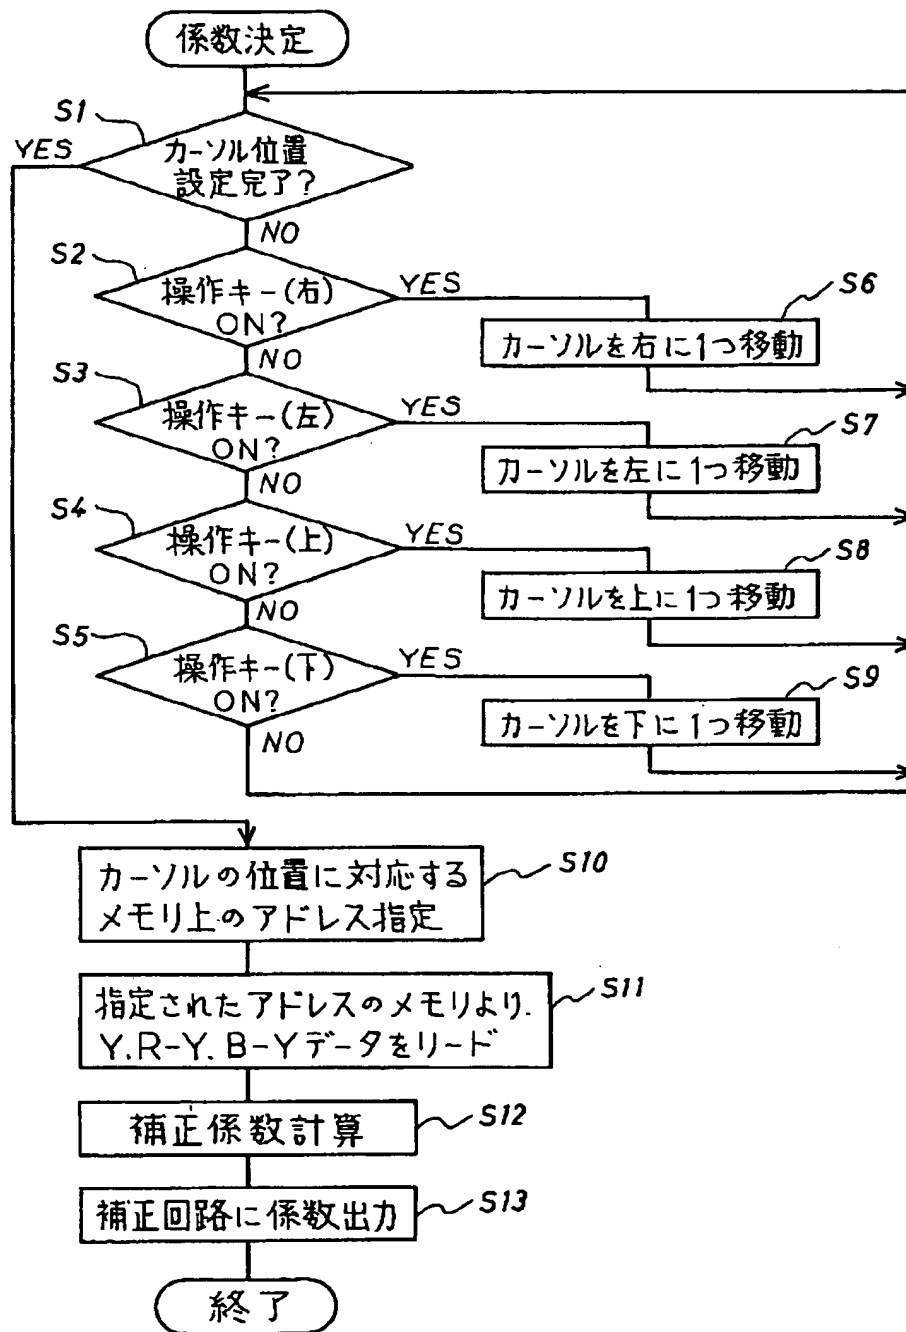 係数決定
S1
YES
カーソル位置
設定完了?
NO
S2
操作キー(右)
ON?
YES
S6
カーソルを右に1つ移動
NO
S3
操作キー(左)
ON?
YES
S7
カーソルを左に1つ移動
NO
S4
操作キー(上)
ON?
YES
S8
カーソルを上に1つ移動
NO
S5
操作キー(下)
ON?
YES
S9
カーソルを下に1つ移動
NO
カーソルの位置に対応する
メモリ上のアドレス指定
S10
指定されたアドレスのメモリより.
Y.R-Y.B-Yデータをリード
S11
補正係数計算
S12
補正回路に係数出力
S13
終了